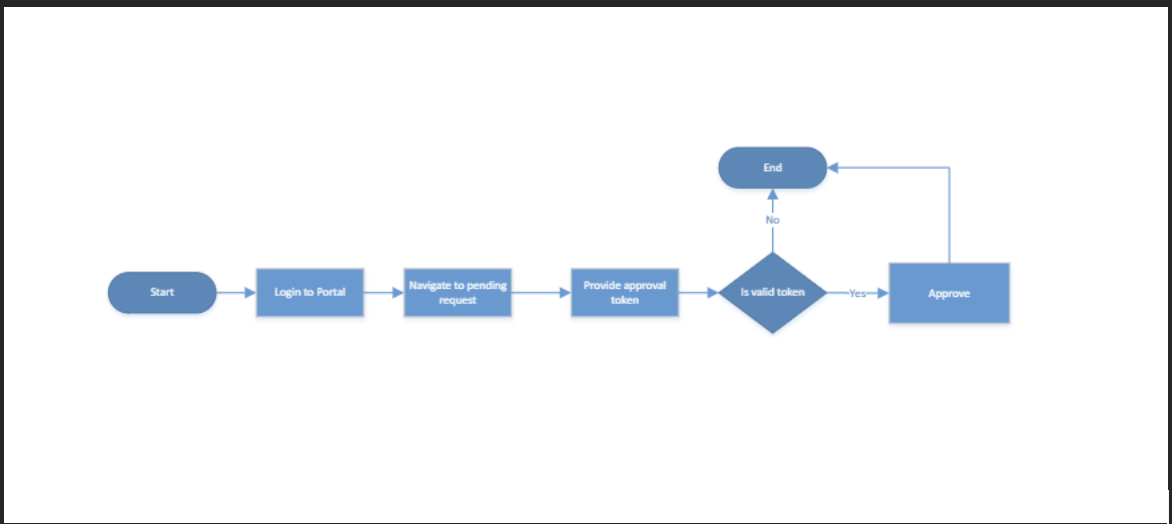 End
No
Start
Login to Portal
Navigate to pending
request
Provide approval
token
Is valid token
Yes
Approve